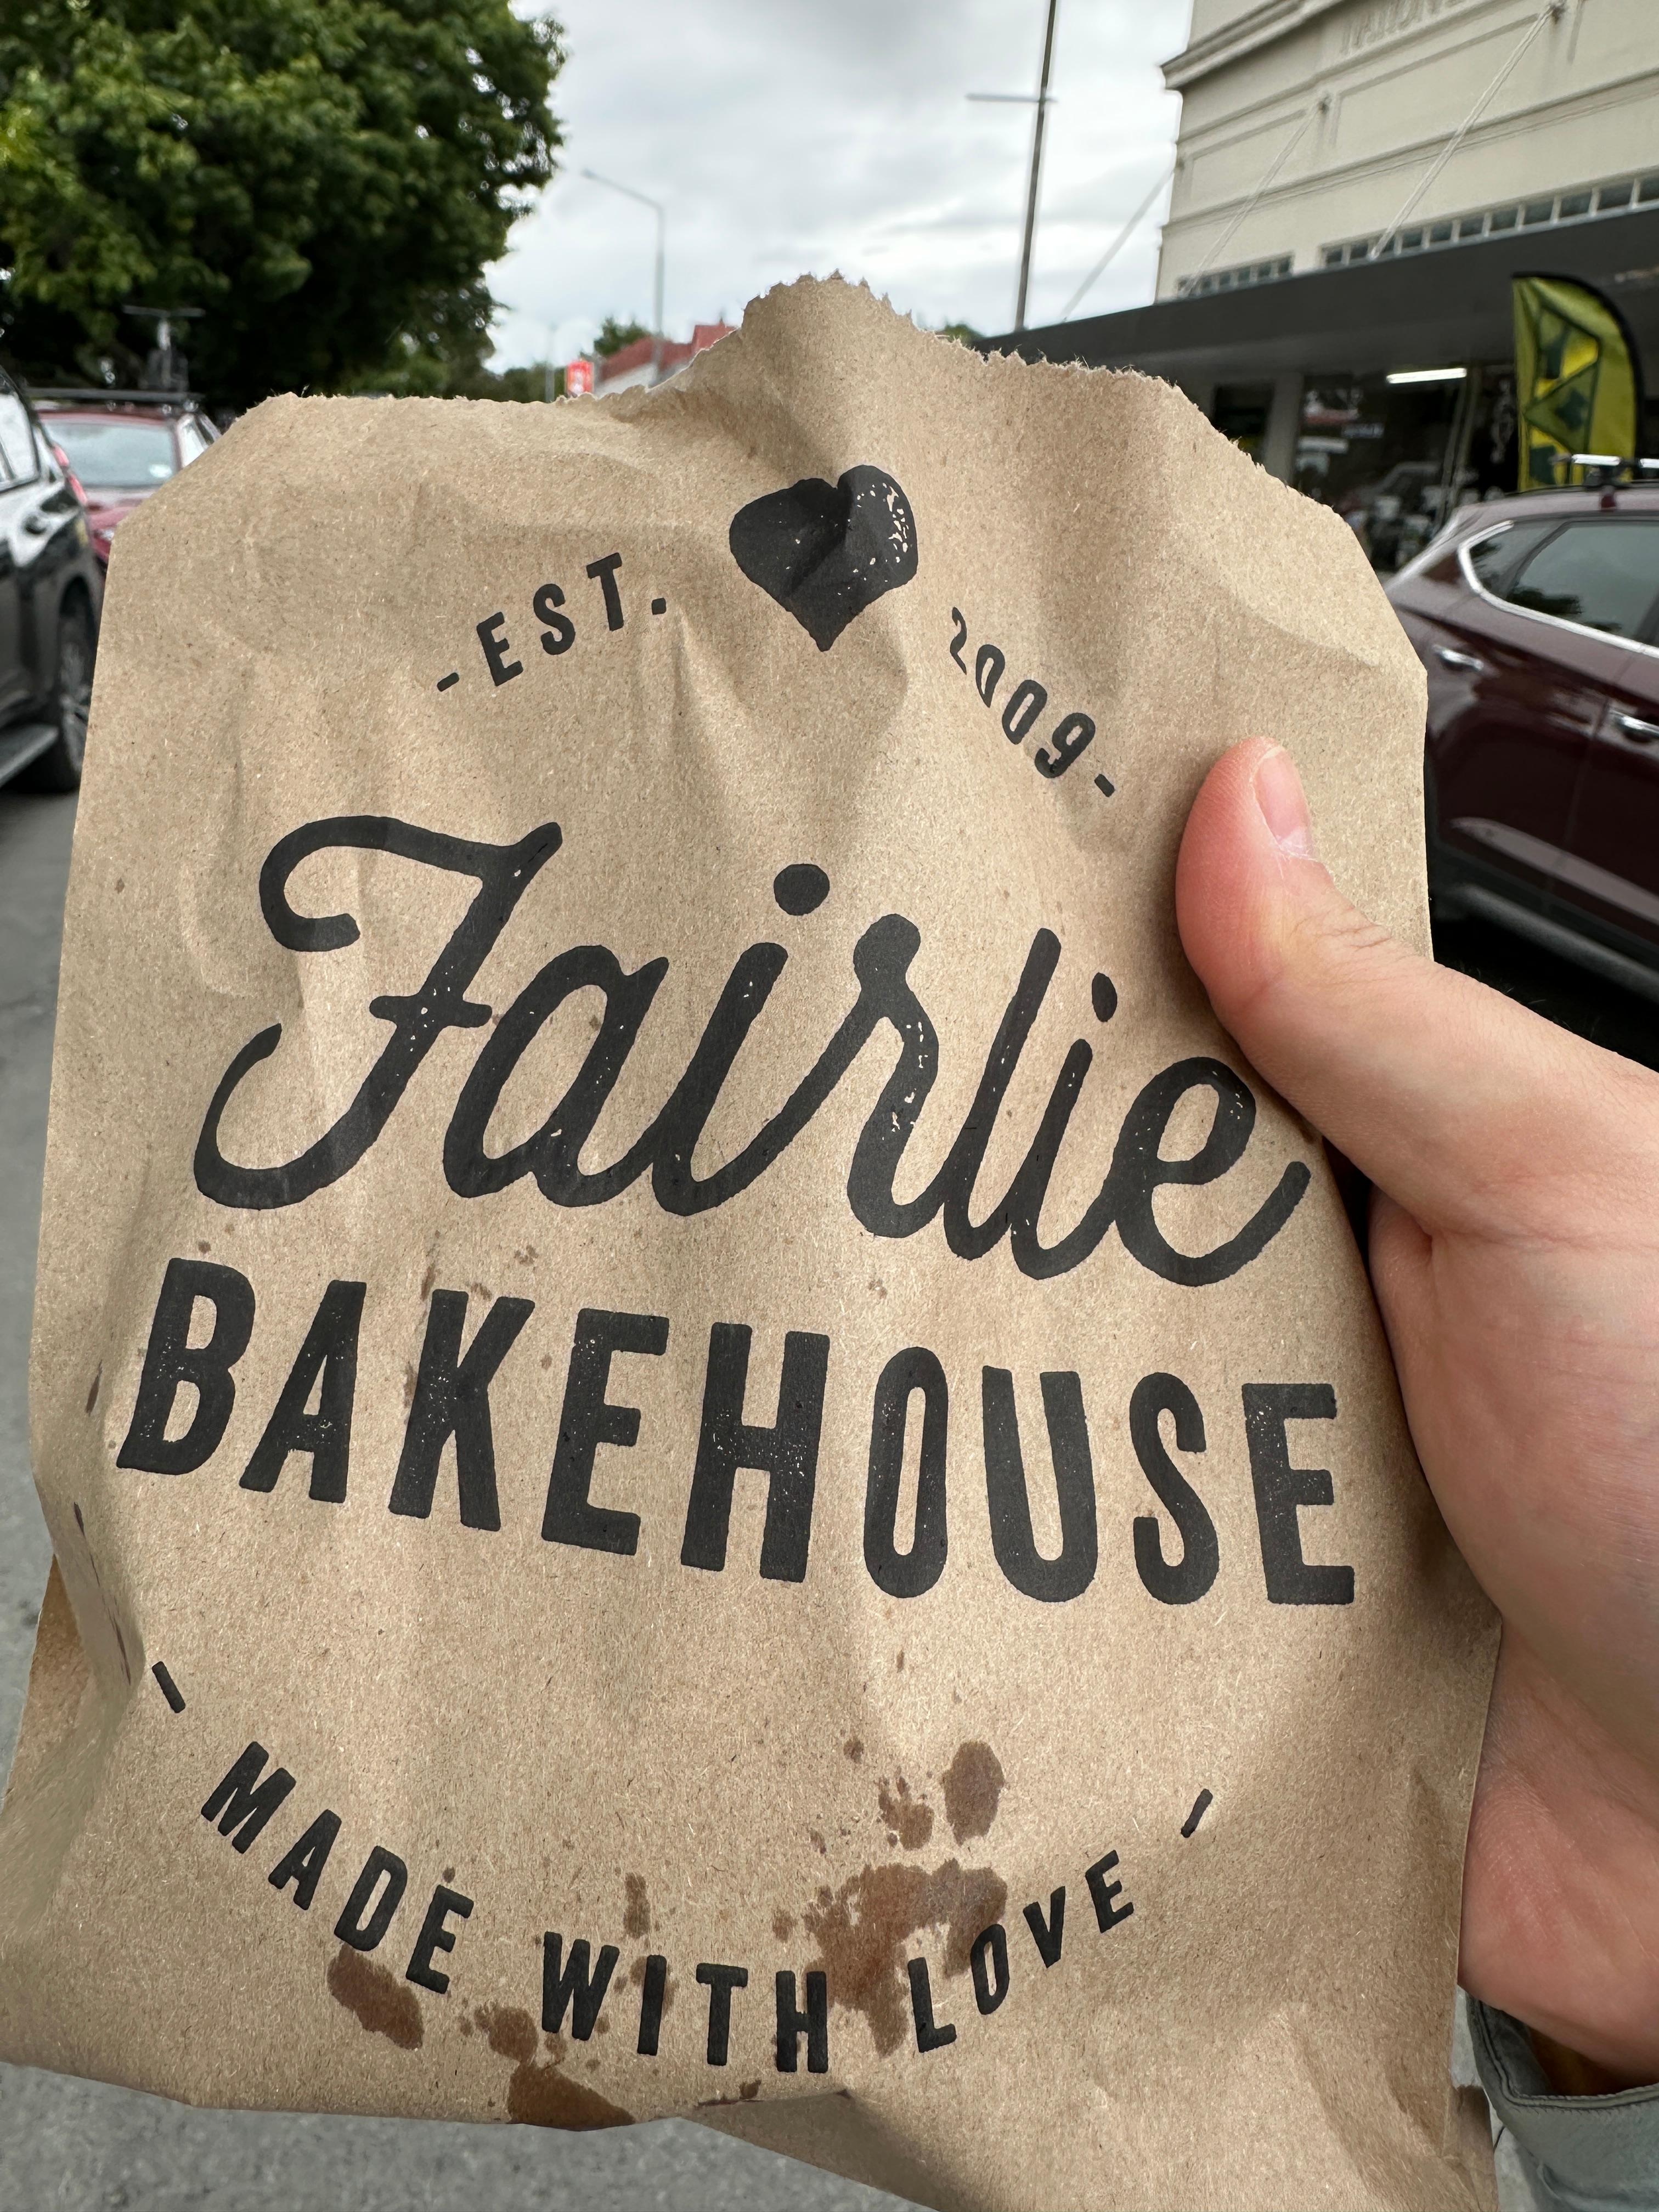 - EST. 2009 -
Fairlie
BAKEHOUSE
- MADE WITH LOVE -